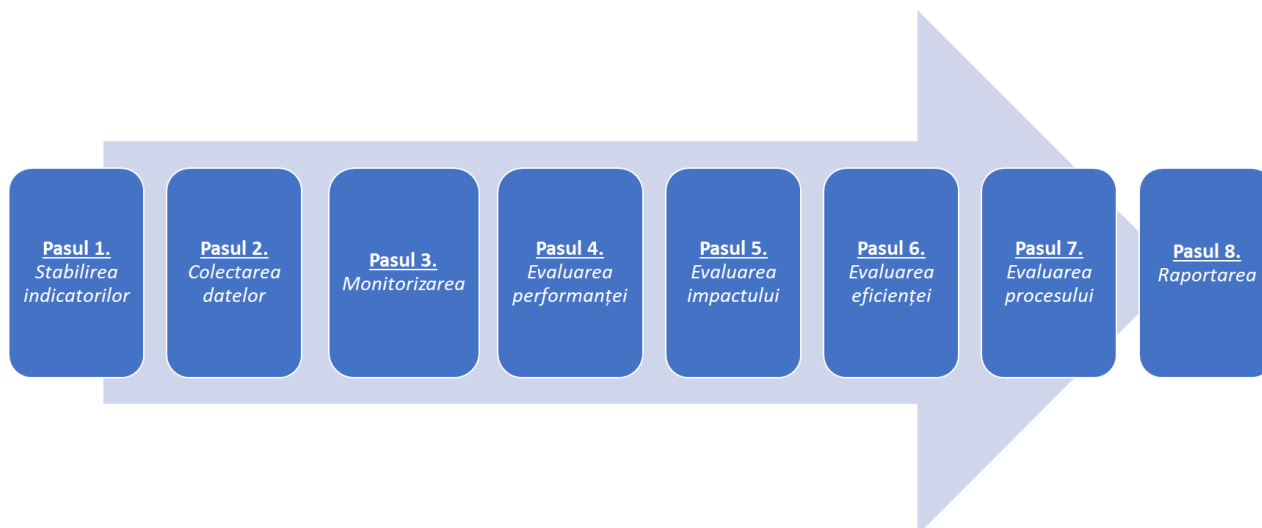 Pasul 1.
Stabilirea
indicatorilor
Pasul 2.
Colectarea
datelor
Pasul 3.
Monitorizarea
Pasul 4.
Evaluarea
performanței
Pasul 5.
Evaluarea
impactului
Pasul 6.
Evaluarea
eficienței
Pasul 7.
Evaluarea
procesului
Pasul 8.
Raportarea